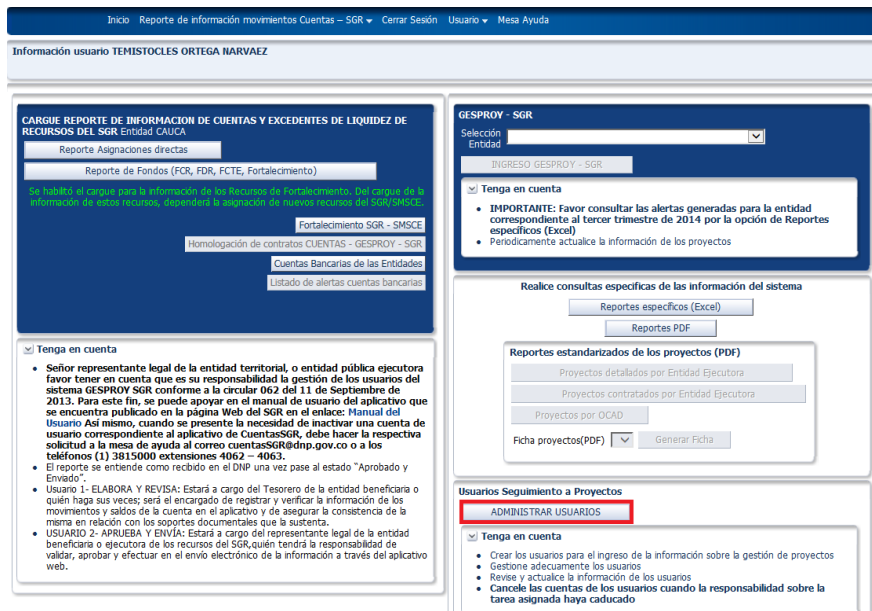 Inicio Reporte de información movimientos Cuentas – SGR Cerrar Sesión Usuario Mesa Ayuda
Información usuario TEMISTOCLES ORTEGA NARVAEZ
CARGUE REPORTE DE INFORMACION DE CUENTAS Y EXCEDENTES DE LIQUIDEZ DE
RECURSOS DEL SGR Entidad CAUCA
Reporte Asignaciones directas
Reporte de Fondos (FCR, FDR, FCTE, Fortalecimiento)
Se habilitó el cargue para la información de los Recursos de Fortalecimiento. Del cargue de la
información de estos recursos, dependerá la asignación de nuevos recursos del SGR/SMSCE.
Fortalecimiento SGR - SMSCE
Homologación de contratos CUENTAS - GESPROY - SGR
Cuentas Bancarias de las Entidades
Listado de alertas cuentas bancarias
Tenga en cuenta
• Señor representante legal de la entidad territorial, o entidad pública ejecutora
favor tener en cuenta que es su responsabilidad la gestión de los usuarios del
sistema GESPROY SGR conforme a la circular 062 del 11 de Septiembre de
2013. Para este fin, se puede apoyar en el manual de usuario del aplicativo que
se encuentra publicado en la página Web del SGR en el enlace: Manual del
Usuario Así mismo, cuando se presente la necesidad de inactivar una cuenta de
usuario correspondiente al aplicativo de CuentasSGR, debe hacer la respectiva
solicitud a la mesa de ayuda al correo cuentasSGR@dnp.gov.co o a los
teléfonos (1) 3815000 extensiones 4062 – 4063.
• El reporte se entiende como recibido en el DNP una vez pase al estado "Aprobado y
Enviado".
• Usuario 1- ELABORA Y REVISA: Estará a cargo del Tesorero de la entidad beneficiaria o
quién haga sus veces; será el encargado de registrar y verificar la información de los
movimientos y saldos de la cuenta en el aplicativo y de asegurar la consistencia de la
misma en relación con los soportes documentales que la sustenta.
• USUARIO 2- APRUEBA Y ENVÍA: Estará a cargo del representante legal de la entidad
beneficiaria o ejecutora de los recursos del SGR,quién tendrá la responsabilidad de
validar, aprobar y efectuar en el envío electrónico de la información a través del aplicativo
web.
GESPROY - SGR
Selección
Entidad
INGRESO GESPROY - SGR
Tenga en cuenta
• IMPORTANTE: Favor consultar las alertas generadas para la entidad
correspondiente al tercer trimestre de 2014 por la opción de Reportes
específicos (Excel)
• Periodicamente actualice la información de los proyectos
Realice consultas especificas de las información del sistema
Reportes específicos (Excel)
Reportes PDF
Reportes estandarizados de los proyectos (PDF)
Proyectos detallados por Entidad Ejecutora
Proyectos contratados por Entidad Ejecutora
Proyectos por OCAD
Ficha proyectos(PDF) Generar Ficha
Usuarios Seguimiento a Proyectos
ADMINISTRAR USUARIOS
Tenga en cuenta
• Crear los usuarios para el ingreso de la información sobre la gestión de proyectos
• Gestione adecuamente los usuarios
• Revise y actualice la información de los usuarios
• Cancele las cuentas de los usuarios cuando la responsabilidad sobre la
tarea asignada haya caducado